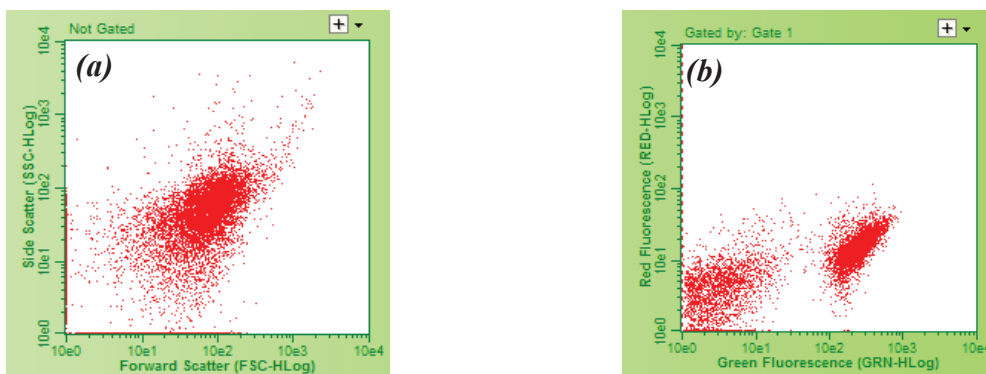 Not Gated
+
(a)
Side Scatter (SSC-HLog)
10e4
10e3
10e2
10e1
10e0
10e0 10e1 10e2 10e3 10e4
Forward Scatter (FSC-HLog)
Gated by: Gate 1
+
(b)
Red Fluorescence (RED-HLog)
10e4
10e3
10e2
10e1
10e0
10e0 10e1 10e2 10e3 10e4
Green Fluorescence (GRN-HLog)